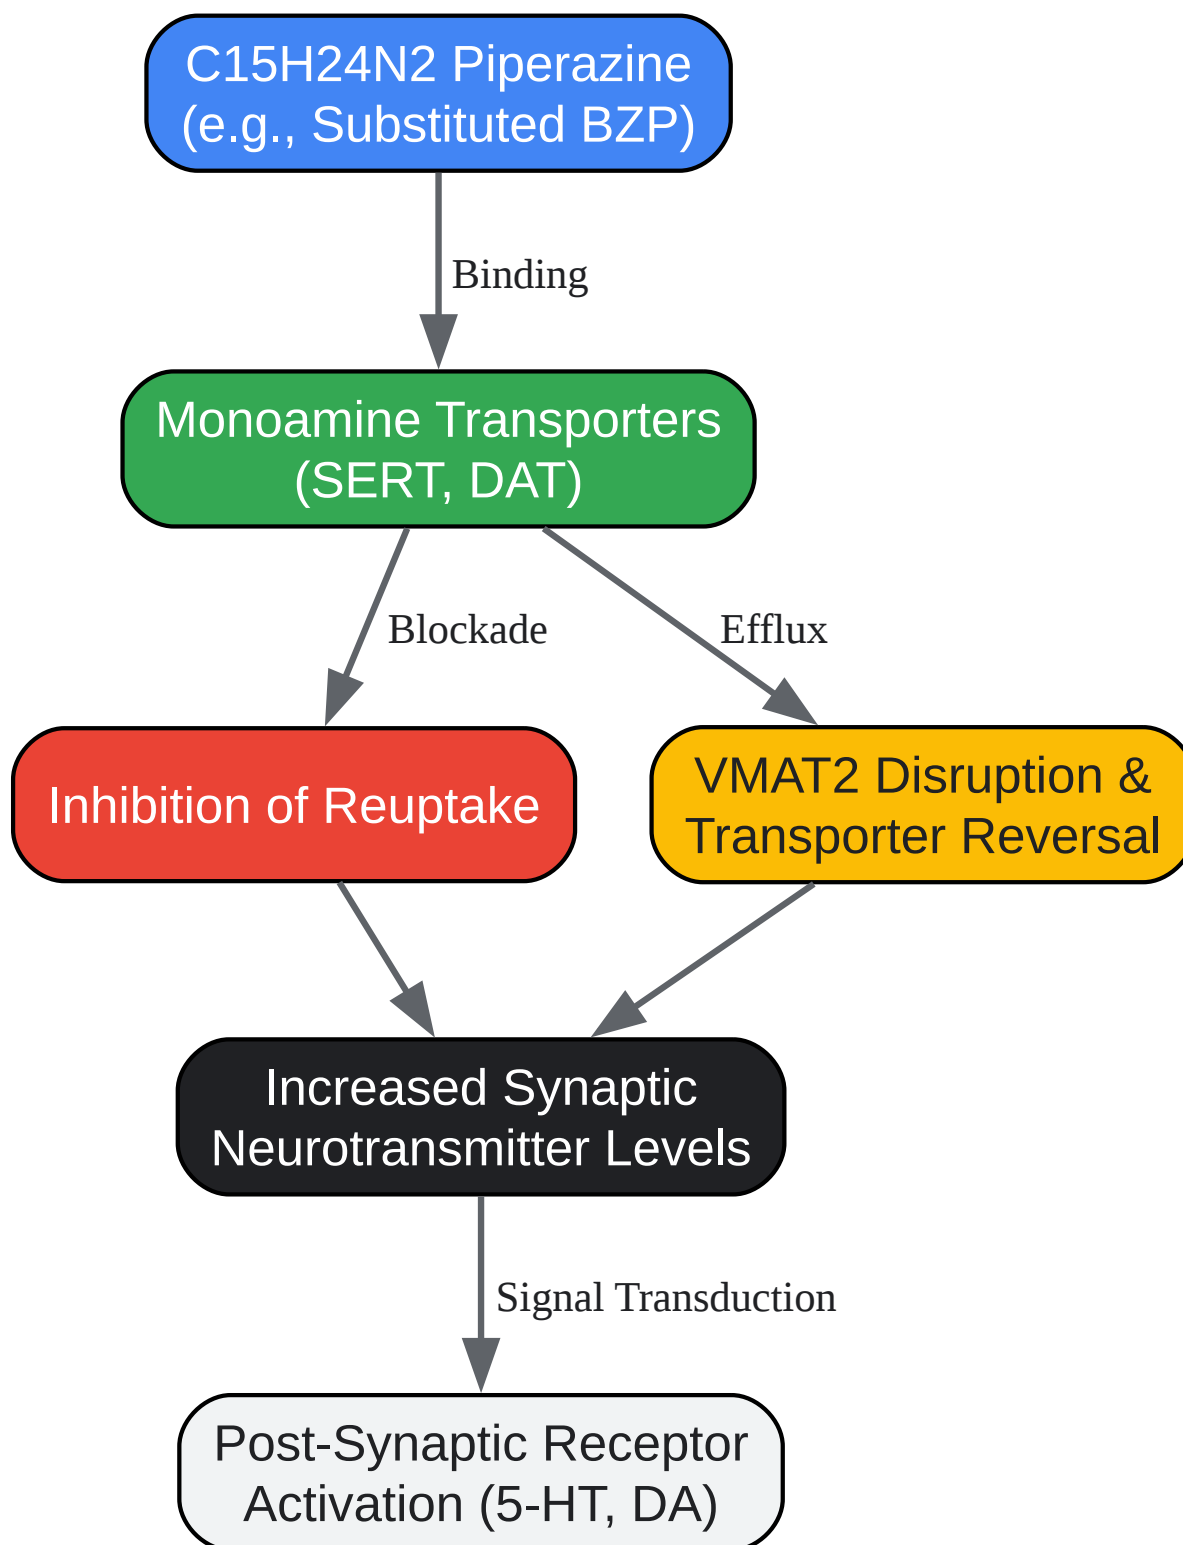 C15H24N2 Piperazine
(e.g., Substituted BZP)
Binding
Monoamine Transporters
(SERT, DAT)
Blockade
Efflux
Inhibition of Reuptake
VMAT2 Disruption &
Transporter Reversal
Increased Synaptic
Neurotransmitter Levels
Signal Transduction
Post-Synaptic Receptor
Activation (5-HT, DA)